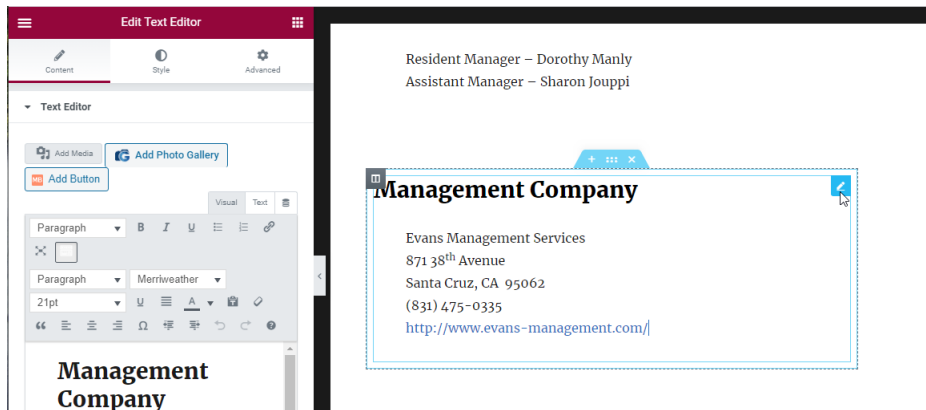 Edit Text Editor
Content
Style
Advanced
Text Editor
Add Media
Add Photo Gallery
Add Button
Visual
Text
Paragraph
B I U
Paragraph
Merriweather
21pt
U
A
Ω
Management
Company
Resident Manager – Dorothy Manly
Assistant Manager – Sharon Jouppi
Management Company
Evans Management Services
871 38th Avenue
Santa Cruz, CA 95062
(831) 475-0335
http://www.evans-management.com/